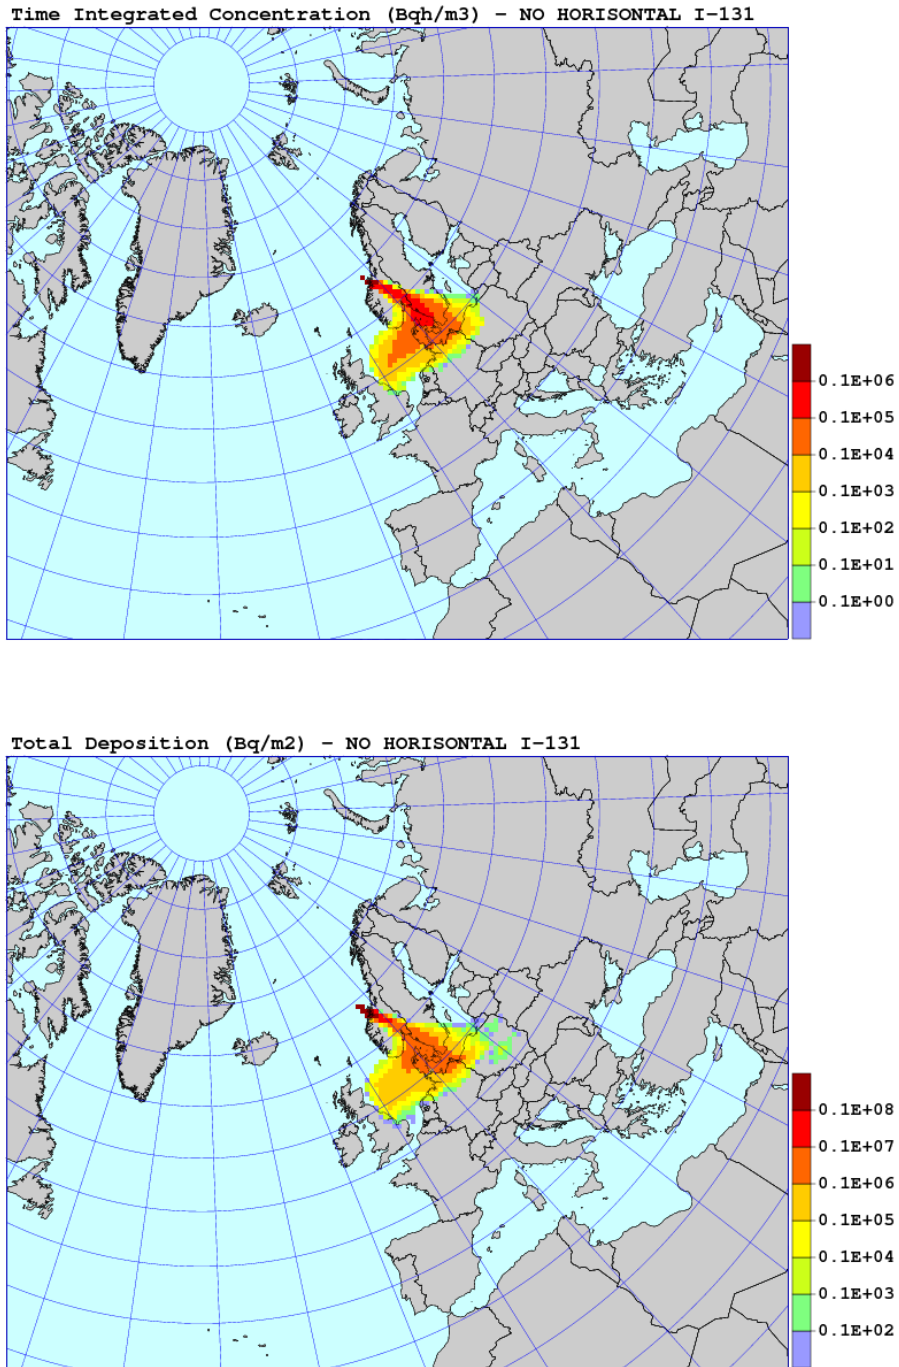 Time Integrated Concentration (Bqh/m3) – NO HORISONTAL I–131
0.1E+06
0.1E+05
0.1E+04
0.1E+03
0.1E+02
0.1E+01
0.1E+00
Total Deposition (Bq/m2) – NO HORISONTAL I–131
0.1E+08
0.1E+07
0.1E+06
0.1E+05
0.1E+04
0.1E+03
0.1E+02